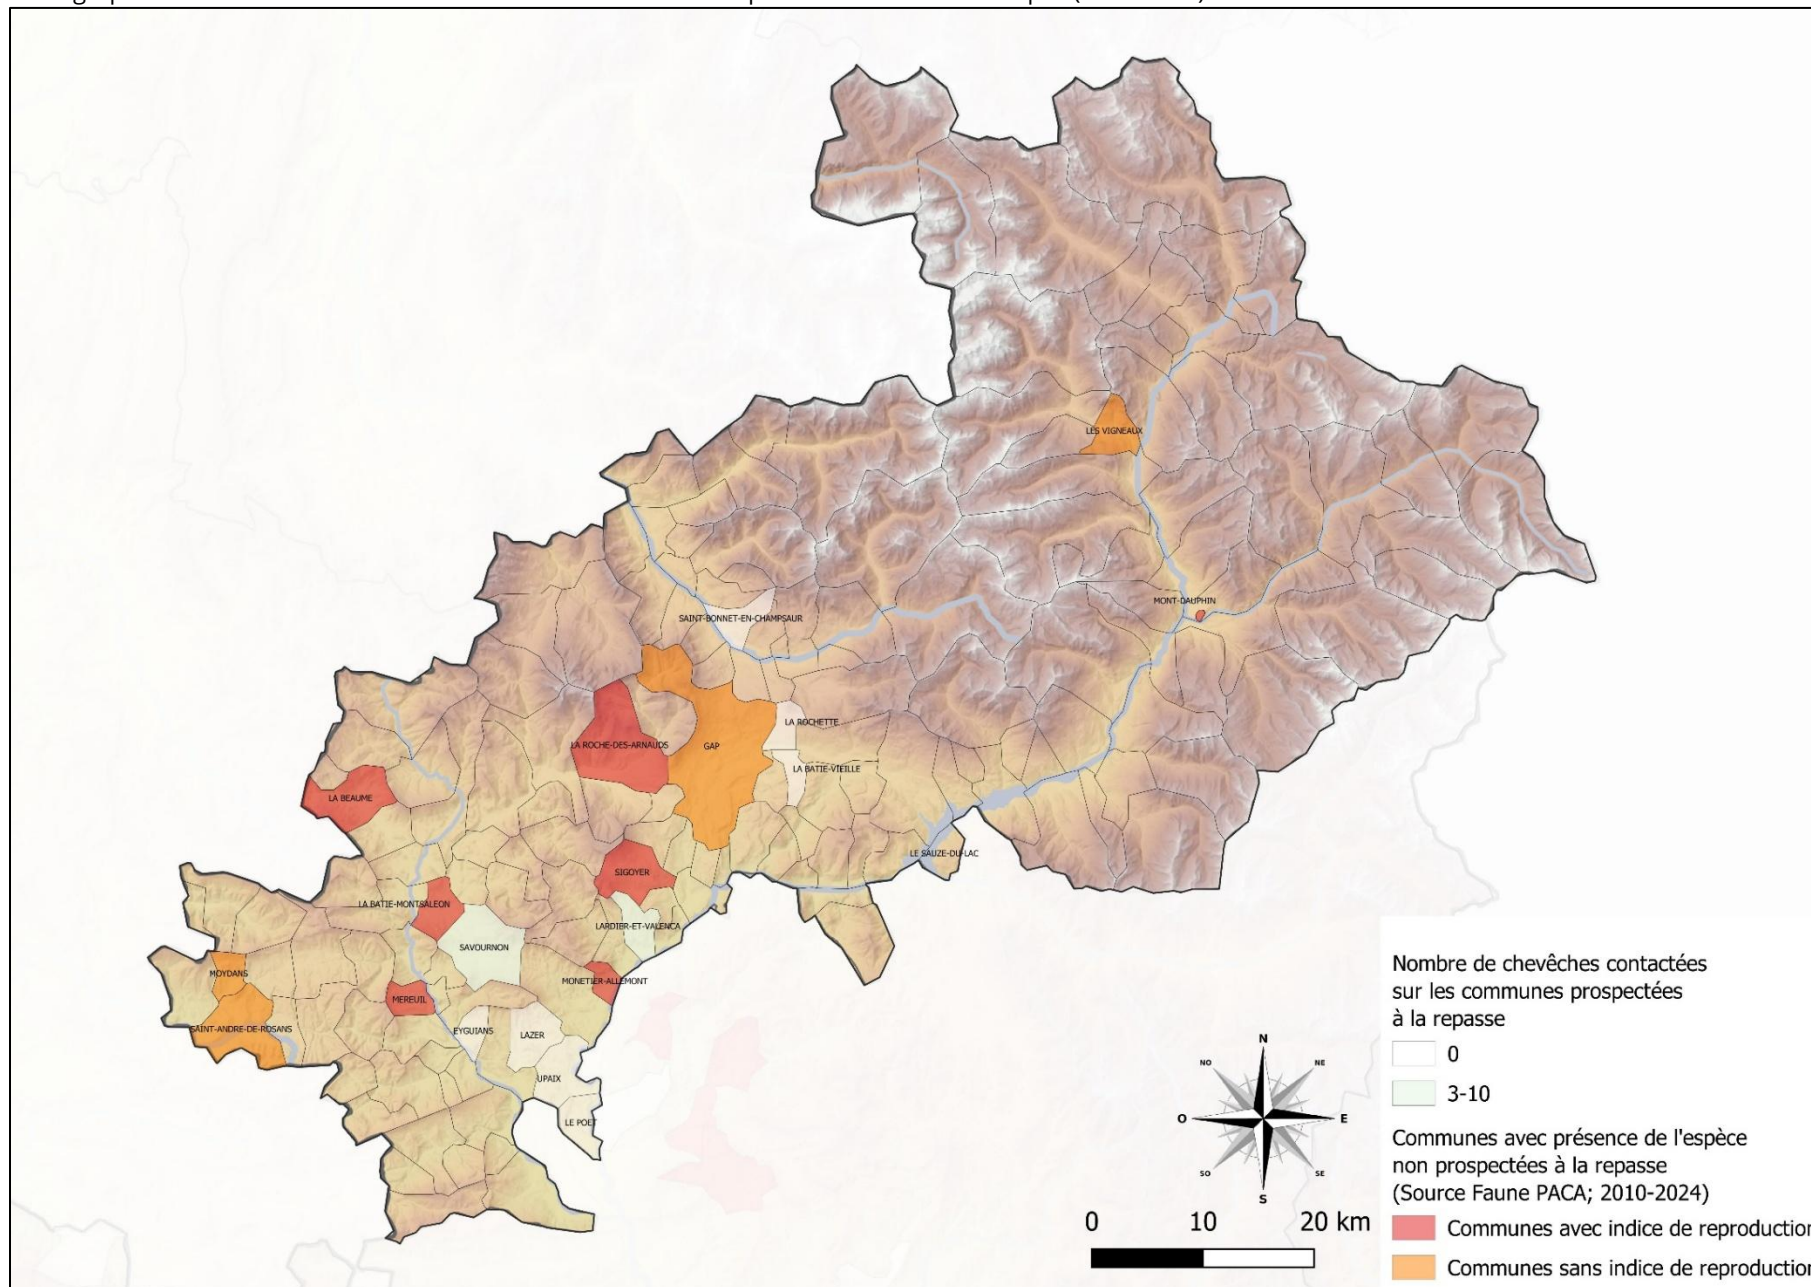 LES VIGNEAUX
MONT-DAUPHIN
SAINT-BONNET-EN-CHAMPSAUR
LA ROCHETTE
LA ROCHE-DES-ARNAUDS
GAP
LA BATIE-VIEILLE
LA BEAUME
LE SAUZE-DU-LAC
SIGOYER
LA BATIE-MONTSALEON
LARDIER-ET-VALENCA
SAVOURNON
MOYDANS
MONETIER-ALLEMONT
MEREUIL
SAINT-ANDRE-DE-ROSANS
EYGUIANS
LAZER
UPAIX
LE POET
Nombre de chevêches contactées
sur les communes prospectées
à la repasse
0
3-10
Communes avec présence de l'espèce
non prospectées à la repasse
(Source Faune PACA; 2010-2024)
Communes avec indice de reproduction
Communes sans indice de reproduction
N
NO
NE
O
E
SO
SE
S
0 10 20 km